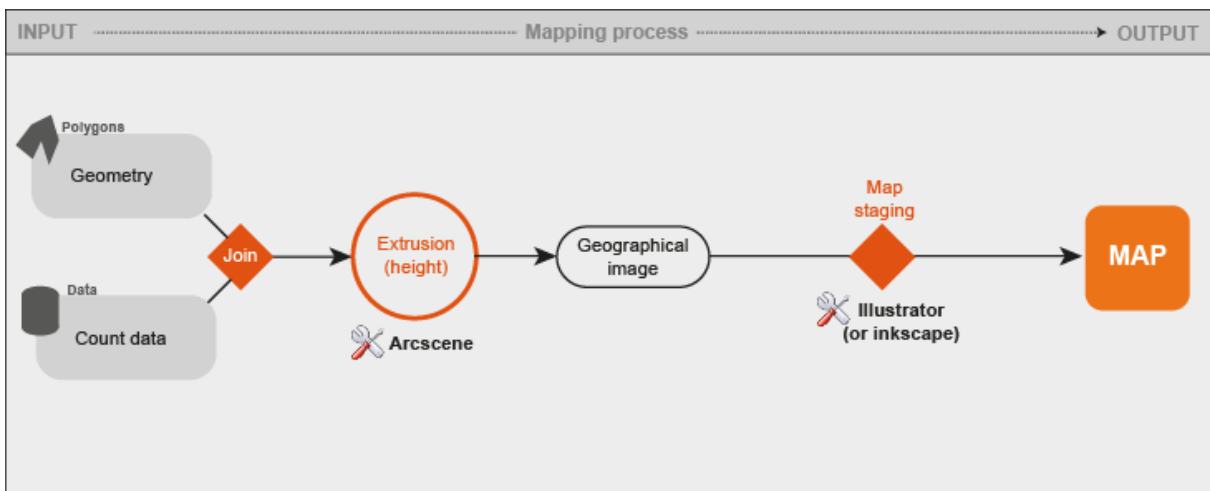 INPUT Mapping process OUTPUT
Polygons
Geometry
Join
Data
Count data
Extrusion
(height)
Arcscene
Geographical
image
Map
staging
Illustrator
(or inkscape)
MAP